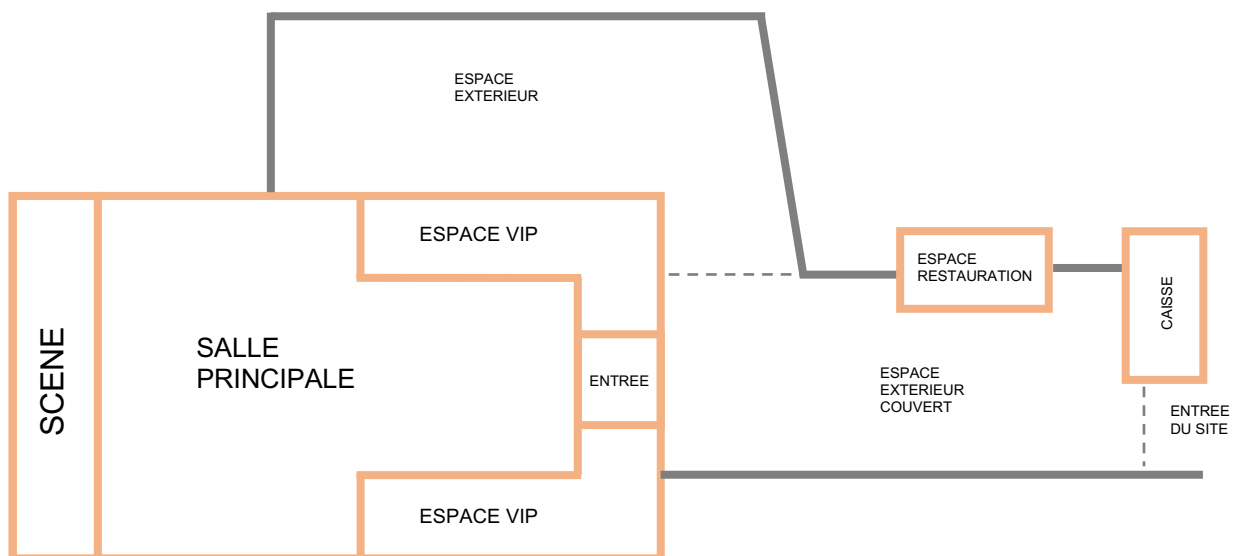 ESPACE
EXTERIEUR
ESPACE VIP
ESPACE
RESTAURATION
CAISSE
SCENE
SALLE
PRINCIPALE
ENTREE
ESPACE
EXTERIEUR
COUVERT
ENTREE
DU SITE
ESPACE VIP